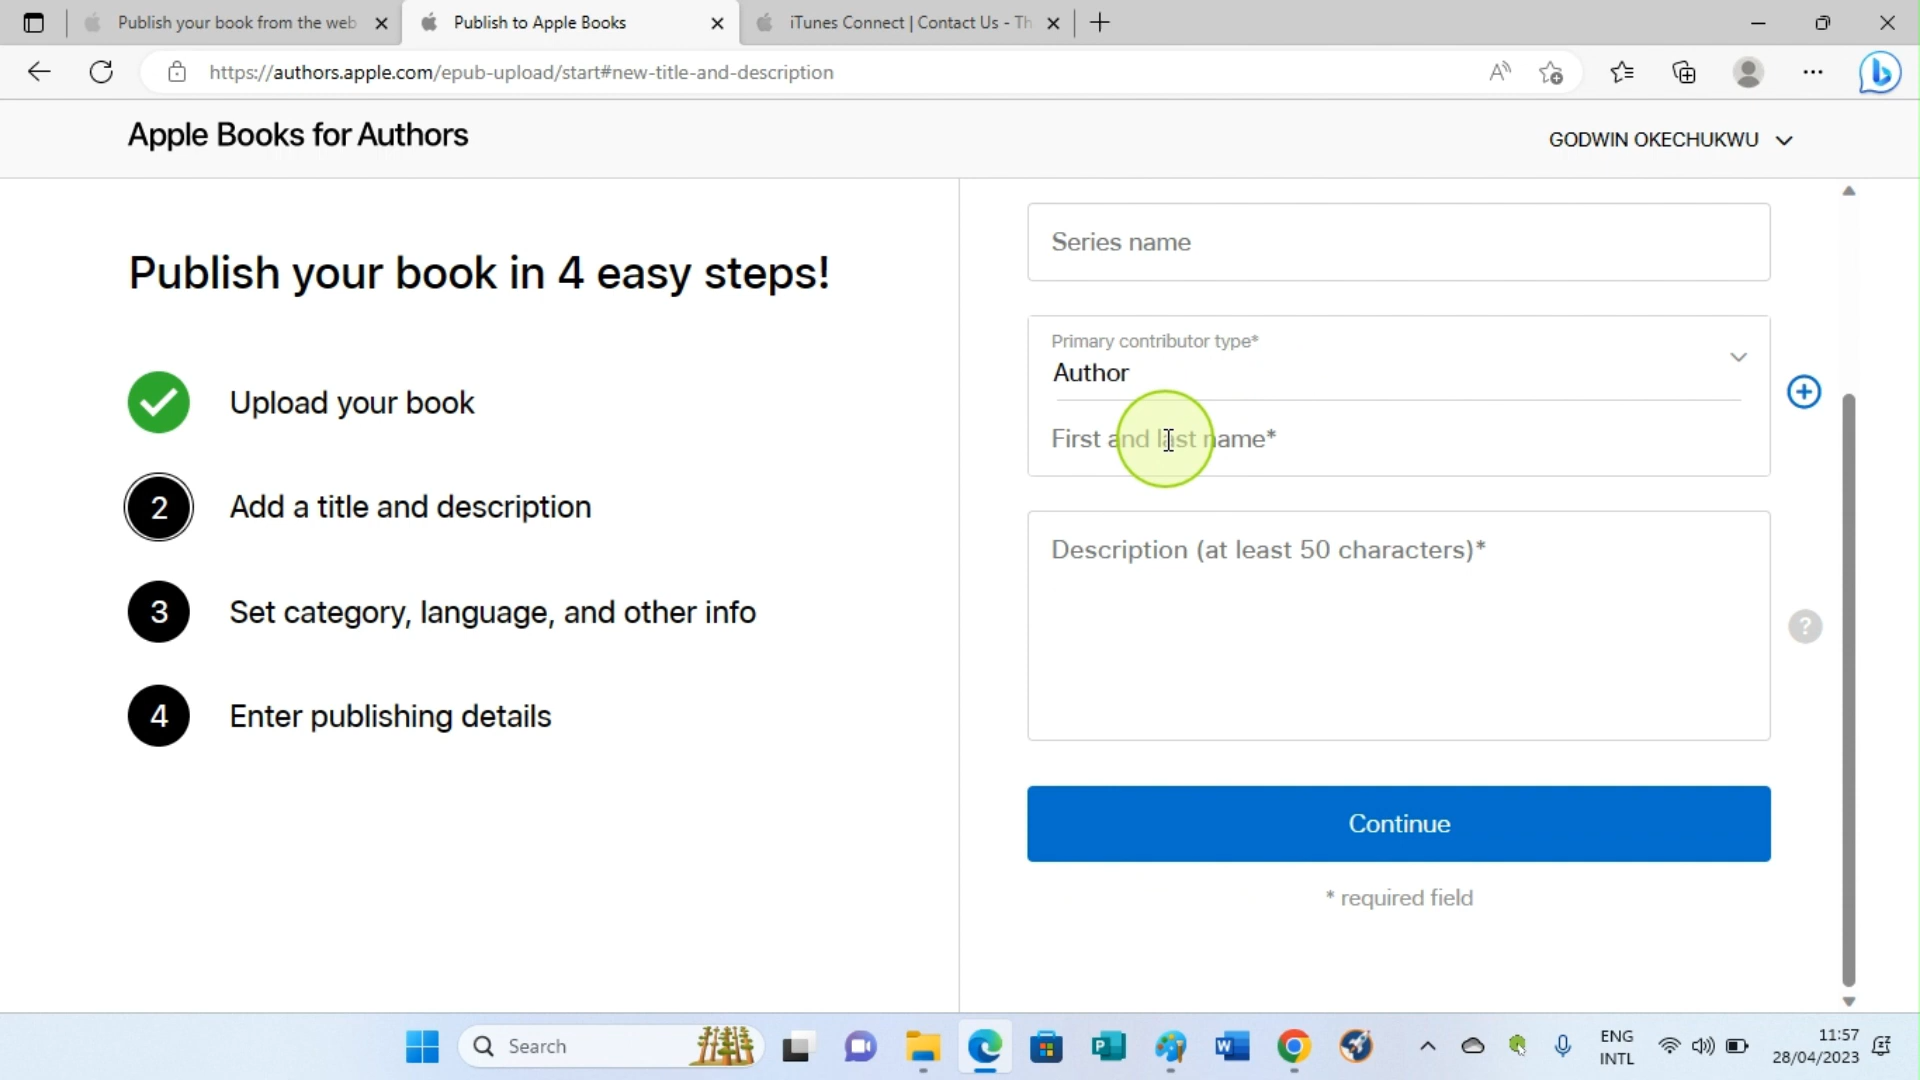 Publish your book from the web
Publish to Apple Books
iTunes Connect | Contact Us - Th
https://authors.apple.com/epub-upload/start#new-title-and-description
Apple Books for Authors
GODWIN OKECHUKWU
Publish your book in 4 easy steps!
Upload your book
2 Add a title and description
3 Set category, language, and other info
4 Enter publishing details
Series name
Primary contributor type*
Author
First and last name*
Description (at least 50 characters)*
?
Continue
* required field
Search
ENG
INTL
11:57
28/04/2023